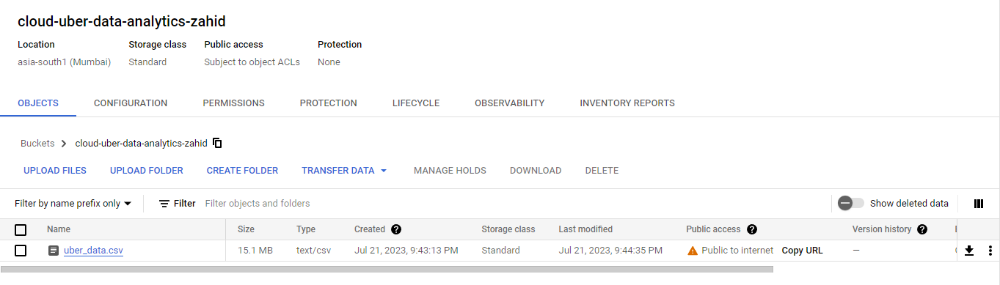 cloud-uber-data-analytics-zahid
Location Storage class Public access Protection
asia-south1 (Mumbai) Standard Subject to object ACLs None
OBJECTS CONFIGURATION PERMISSIONS PROTECTION LIFECYCLE OBSERVABILITY INVENTORY REPORTS
Buckets > cloud-uber-data-analytics-zahid
UPLOAD FILES UPLOAD FOLDER CREATE FOLDER TRANSFER DATA MANAGE HOLDS DOWNLOAD DELETE
Filter by name prefix only Filter Filter objects and folders Show deleted data
Name Size Type Created Storage class Last modified Public access Version history
uber_data.csv 15.1 MB text/csv Jul 21, 2023, 9:43:13 PM Standard Jul 21, 2023, 9:44:35 PM Public to internet Copy URL —